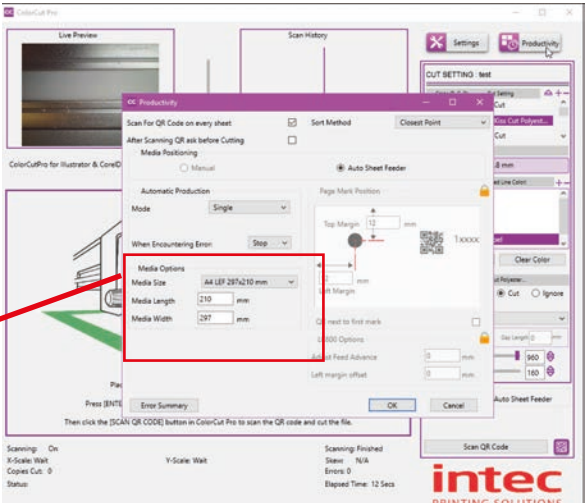 ColorCut Pro
Live Preview
Scan History
Settings
Productivity
CUT SETTING : test
Productivity
Scan For QR Code on every sheet
Sort Method
Closest Point
After Scanning QR ask before Cutting
Media Positioning
Manual
Auto Sheet Feeder
Cut
Kiss Cut Polyest...
Cut
.8 mm
ColorCutPro for Illustrator & CorelD
Automatic Production
Mode
Single
When Encountering Error:
Stop
Page Mark Position
Top Margin
12
mm
1xxxx
mm
Left Margin
QR next to first mark
Media Options
Media Size
A4 LEF 297x210 mm
Media Length
210
mm
Media Width
297
mm
Adjust Feed Advance
0
mm
Left margin offset
0
mm
Error Summary
OK
Cancel
Clear Color
Cut
Ignore
Gap Length
0
960
160
Auto Sheet Feeder
Scan QR Code
Press [ENTE
Then click the [SCAN QR CODE] button in ColorCut Pro to scan the QR code and cut the file.
Scanning: On
X-Scale: Wait
Y-Scale: Wait
Copies Cut: 0
Status:
Scanning: Finished
Skew: N/A
Errors: 0
Elapsed Time: 12 Secs
intec
PRINTING SOLUTIONS